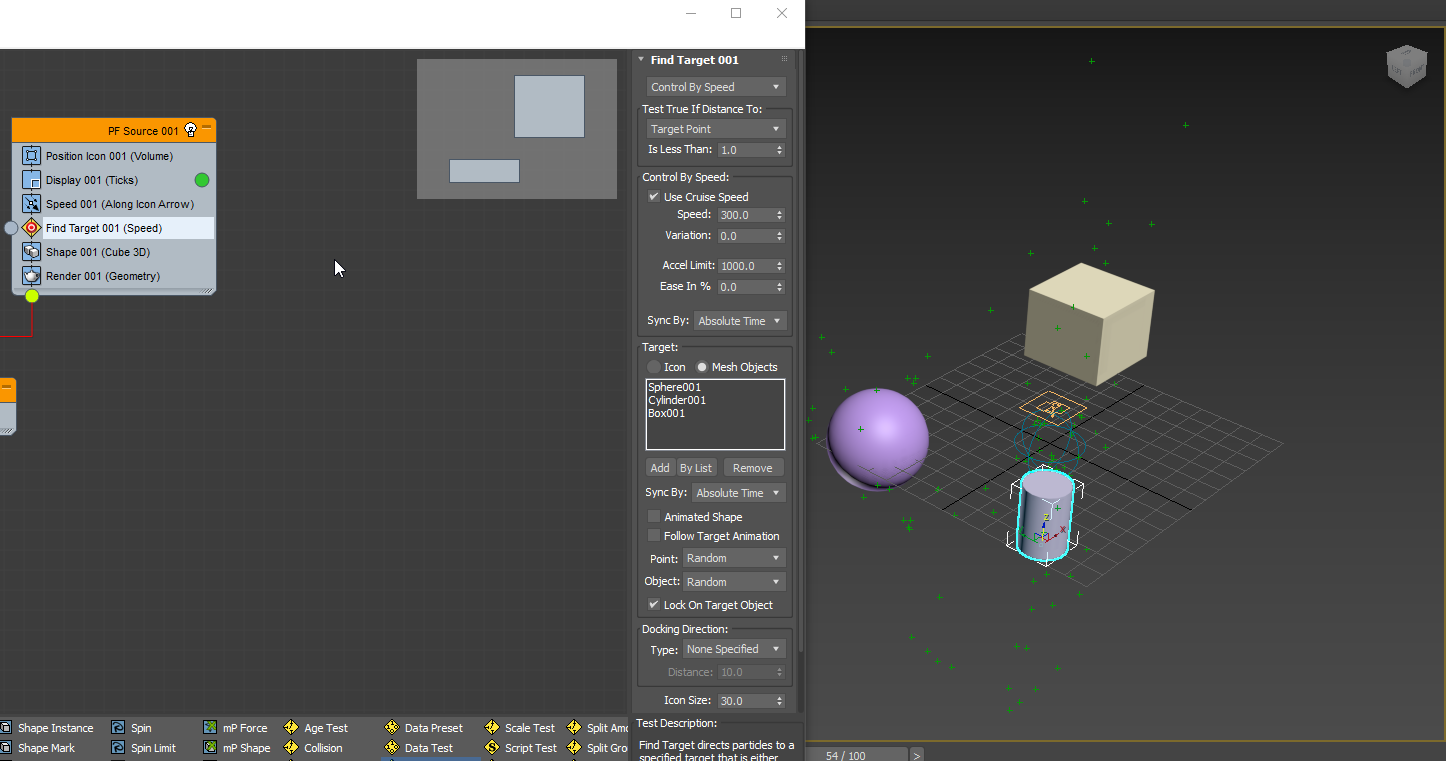 PF Source 001
Position Icon 001 (Volume)
Display 001 (Ticks)
Speed 001 (Along Icon Arrow)
Find Target 001 (Speed)
Shape 001 (Cube 3D)
Render 001 (Geometry)
Find Target 001
Control By Speed
Test True If Distance To:
Target Point
Is Less Than: 1.0
Control By Speed:
Use Cruise Speed
Speed: 300.0
Variation: 0.0
Accel Limit: 1000.0
Ease In % 0.0
Sync By: Absolute Time
Target:
Icon Mesh Objects
Sphere001
Cylinder001
Box001
Add By List Remove
Sync By: Absolute Time
Animated Shape
Follow Target Animation
Point: Random
Object: Random
Lock On Target Object
Docking Direction:
Type: None Specified
Distance: 10.0
Icon Size: 30.0
Test Description:
Find Target directs particles to a
specified target that is either
Shape Instance Spin mP Force Age Test Data Preset Scale Test Split Amo
Shape Mark Spin Limit mP Shape Collision Data Test Script Test Split Gro
z
x
54 / 100 >